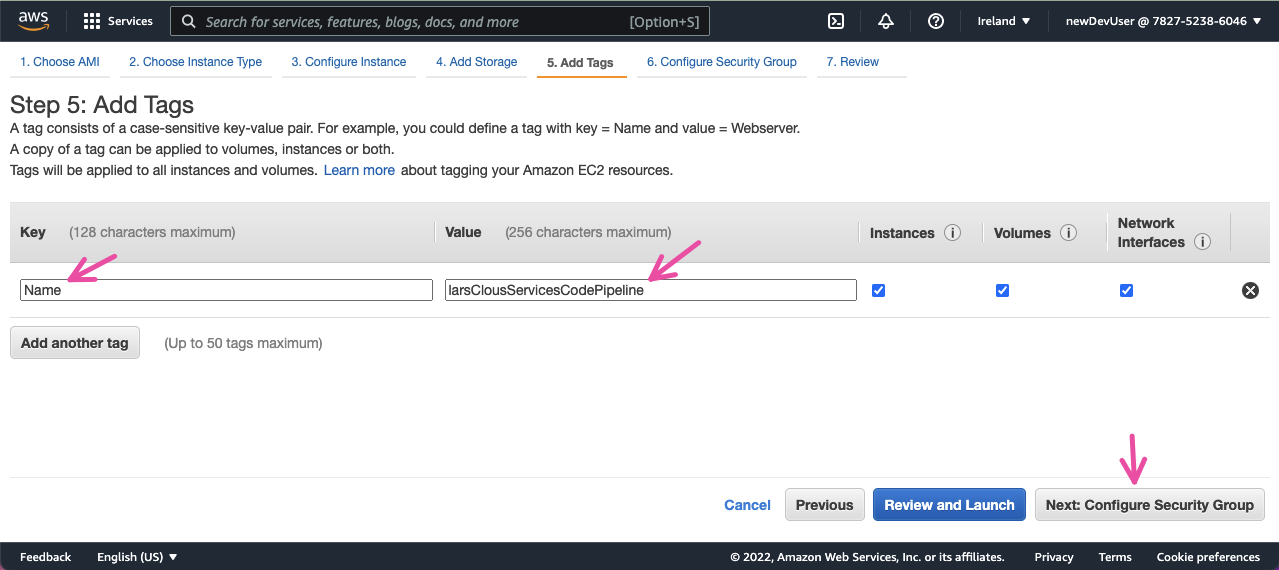 aws Services Search for services, features, blogs, docs, and more [Option+S] Ireland newDevUser @ 7827-5238-6046
1. Choose AMI 2. Choose Instance Type 3. Configure Instance 4. Add Storage 5. Add Tags 6. Configure Security Group 7. Review
Step 5: Add Tags
A tag consists of a case-sensitive key-value pair. For example, you could define a tag with key = Name and value = Webserver.
A copy of a tag can be applied to volumes, instances or both.
Tags will be applied to all instances and volumes. Learn more about tagging your Amazon EC2 resources.
Key (128 characters maximum) Value (256 characters maximum) Instances i Volumes i Network Interfaces i
Name larsClousServicesCodePipeline
Add another tag (Up to 50 tags maximum)
Cancel Previous Review and Launch Next: Configure Security Group
Feedback English (US) © 2022, Amazon Web Services, Inc. or its affiliates. Privacy Terms Cookie preferences